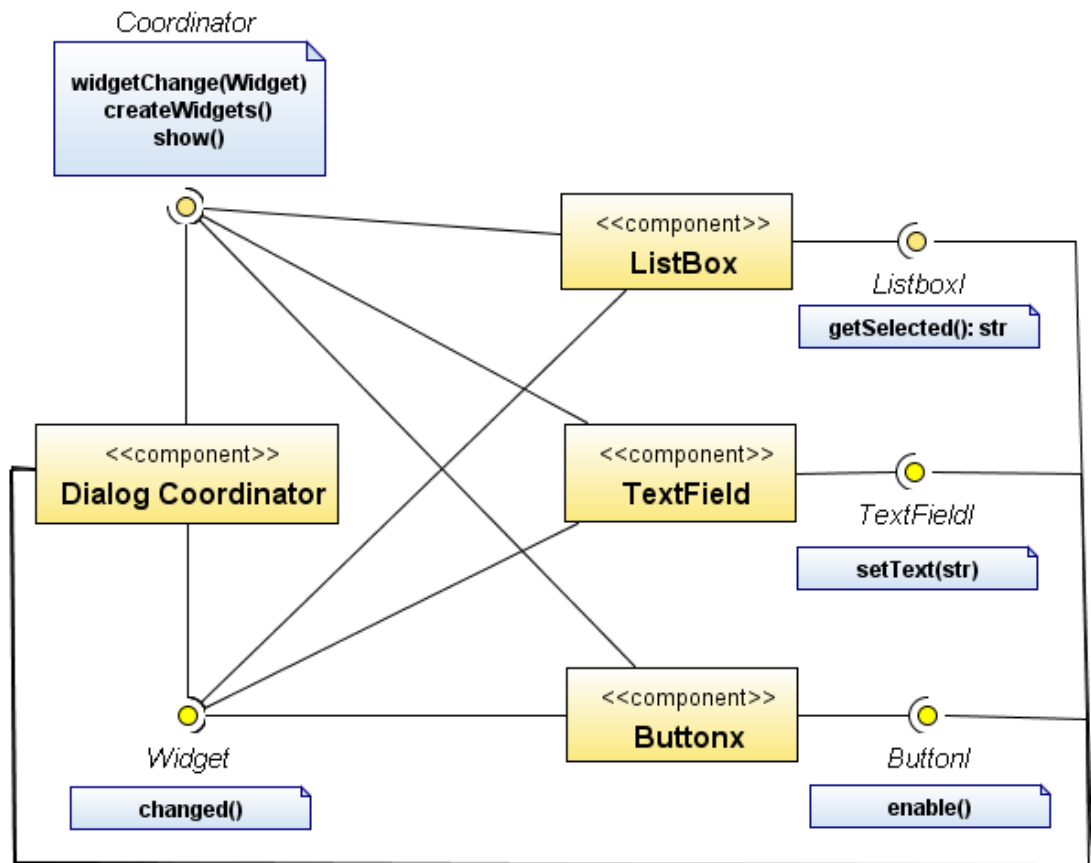 Coordinator
widgetChange(Widget)
createWidgets()
show()
<<component>>
ListBox
ListboxI
getSelected(): str
<<component>>
Dialog Coordinator
<<component>>
TextField
TextFieldI
setText(str)
<<component>>
Buttonx
Widget
changed()
ButtonI
enable()